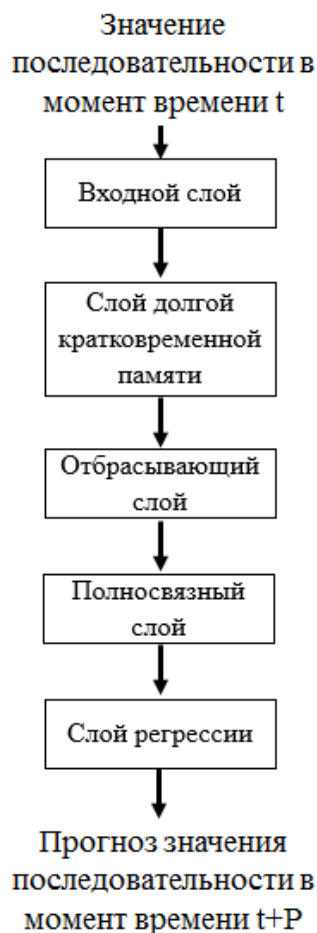 Значение
последовательности в
момент времени t
Входной слой
Слой долгой
кратковременной
памяти
Отбрасывающий
слой
Полносвязный
слой
Слой регрессии
Прогноз значения
последовательности в
момент времени t+P